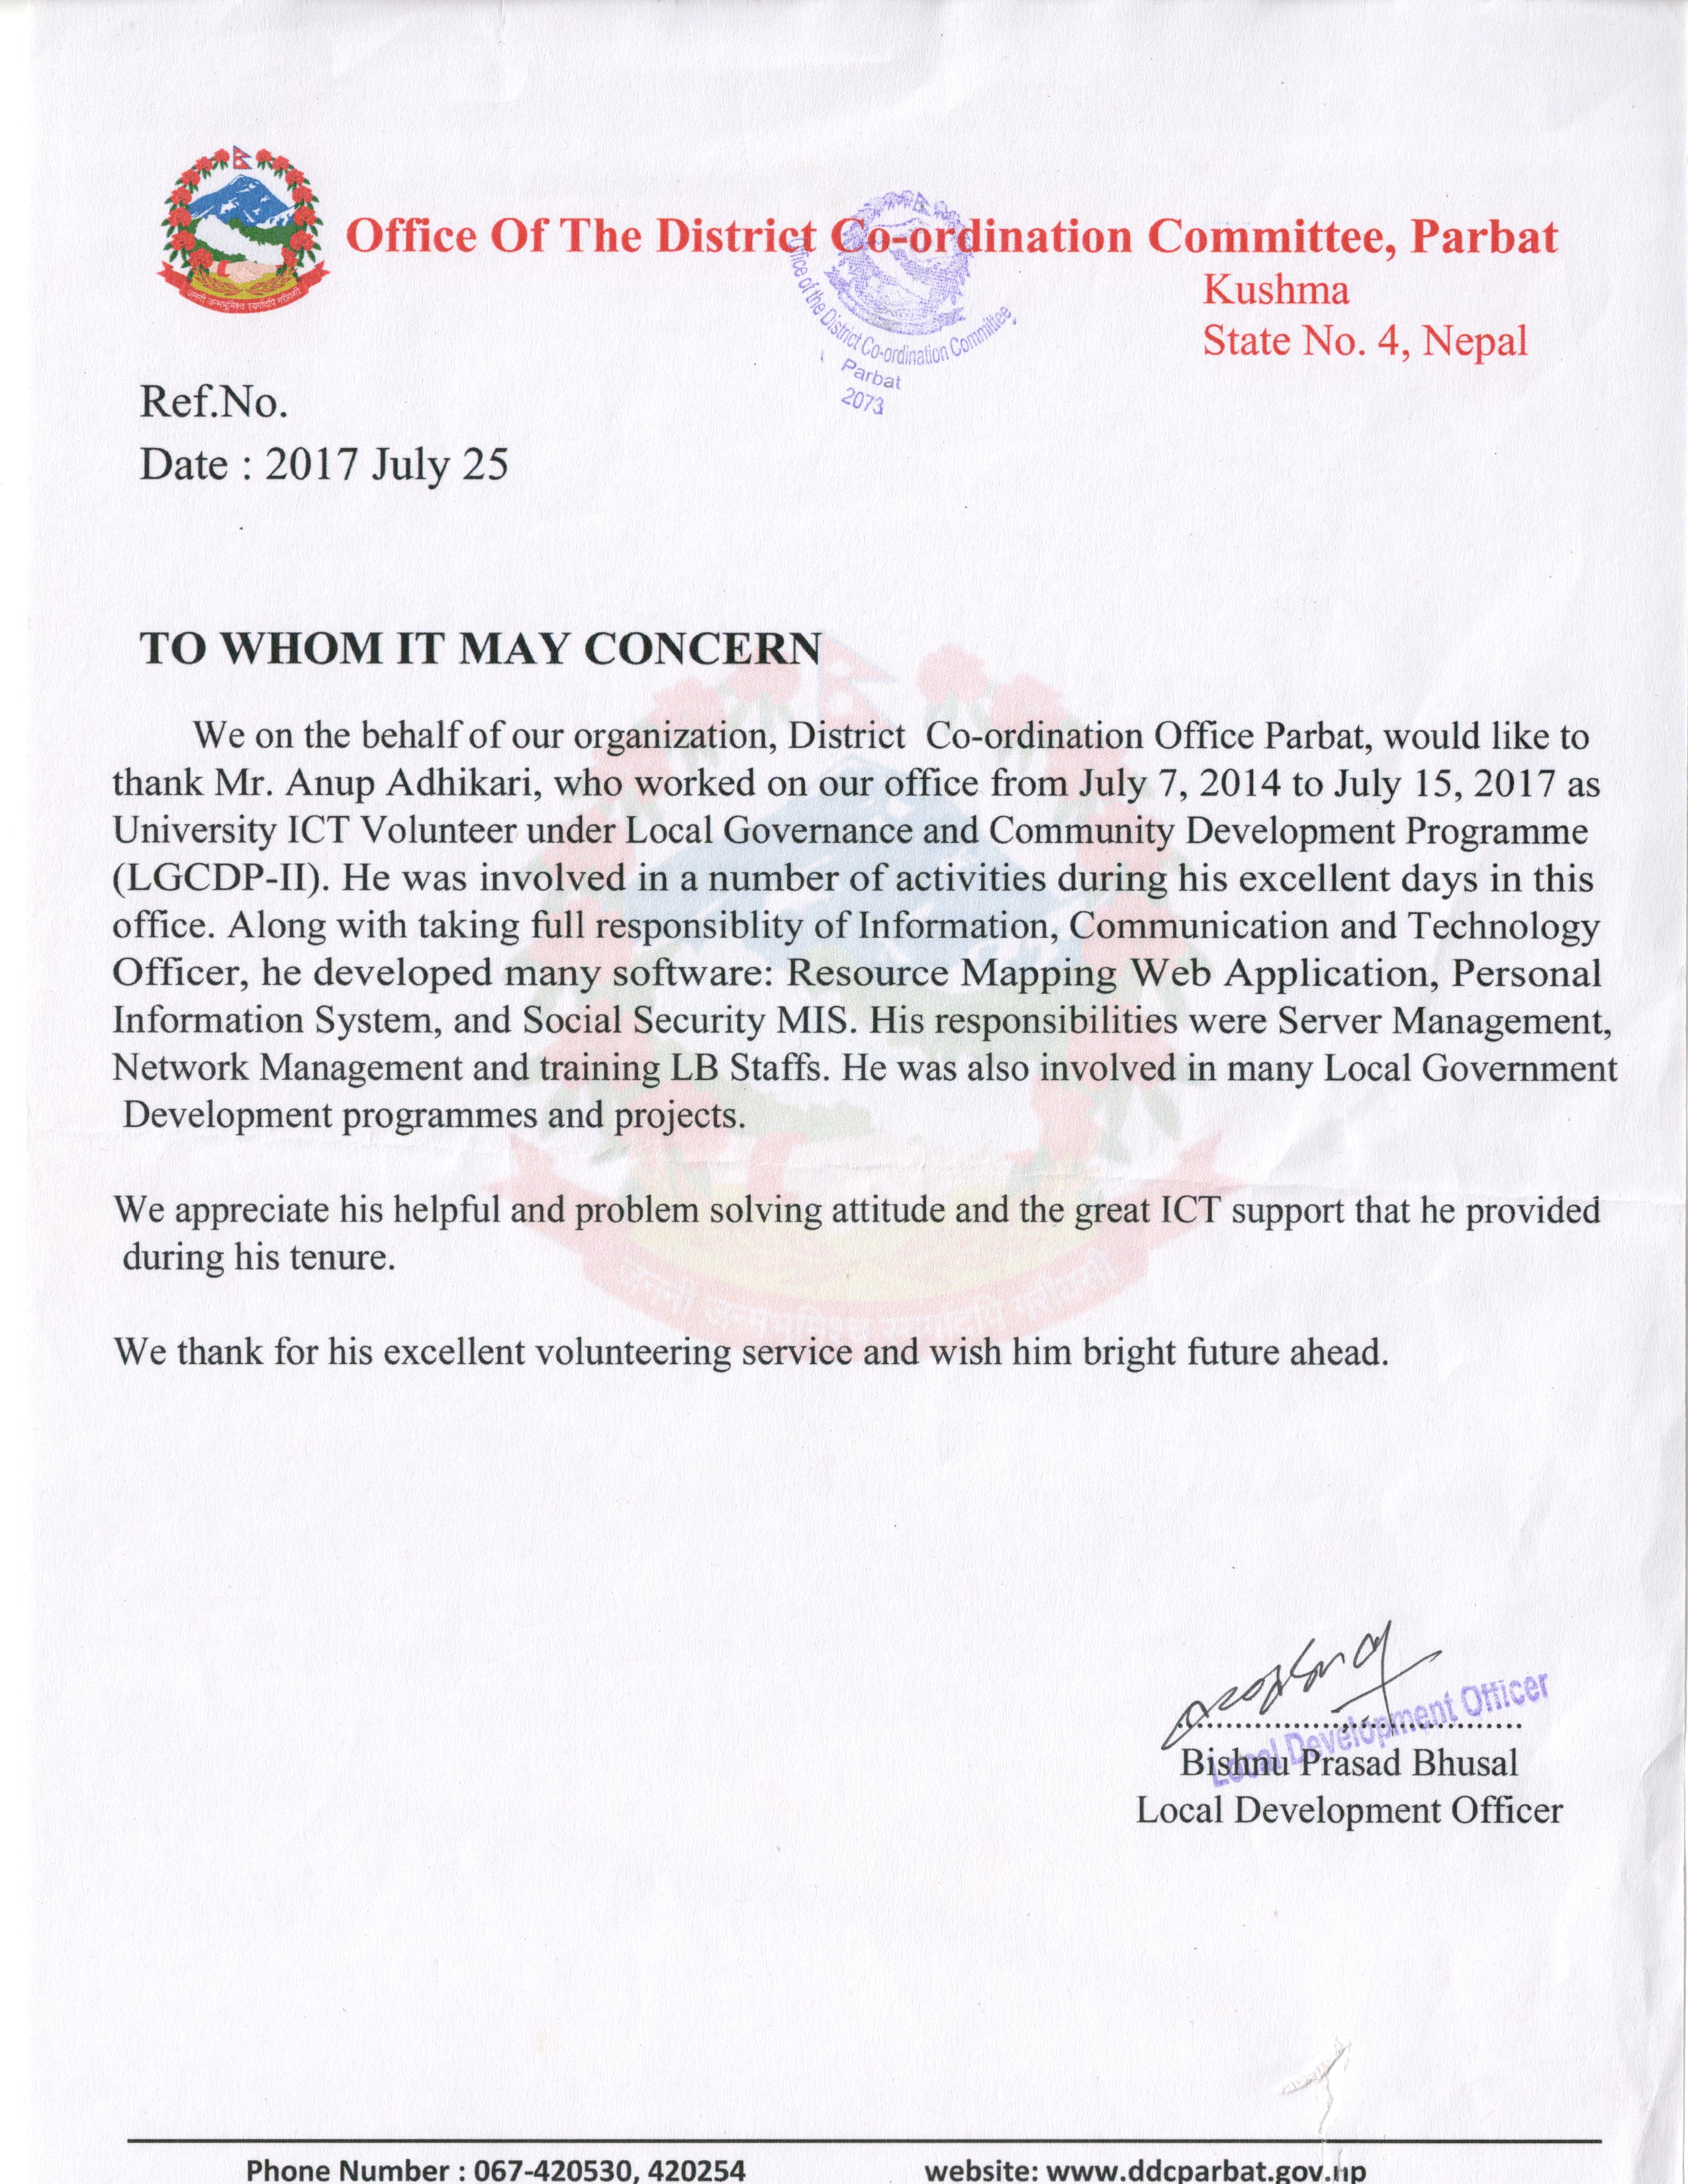 Office Of The District Co-ordination Committee, Parbat
Kushma
State No. 4, Nepal
Office of the District Co-ordination Committee,
Parbat
2073
Ref.No.
Date : 2017 July 25
TO WHOM IT MAY CONCERN
We on the behalf of our organization, District Co-ordination Office Parbat, would like to
thank Mr. Anup Adhikari, who worked on our office from July 7, 2014 to July 15, 2017 as
University ICT Volunteer under Local Governance and Community Development Programme
(LGCDP-II). He was involved in a number of activities during his excellent days in this
office. Along with taking full responsiblity of Information, Communication and Technology
Officer, he developed many software: Resource Mapping Web Application, Personal
Information System, and Social Security MIS. His responsibilities were Server Management,
Network Management and training LB Staffs. He was also involved in many Local Government
Development programmes and projects.
We appreciate his helpful and problem solving attitude and the great ICT support that he provided
during his tenure.
We thank for his excellent volunteering service and wish him bright future ahead.
Local Development Officer
Bishnu Prasad Bhusal
Local Development Officer
Phone Number : 067-420530, 420254 website: www.ddcparbat.gov.np